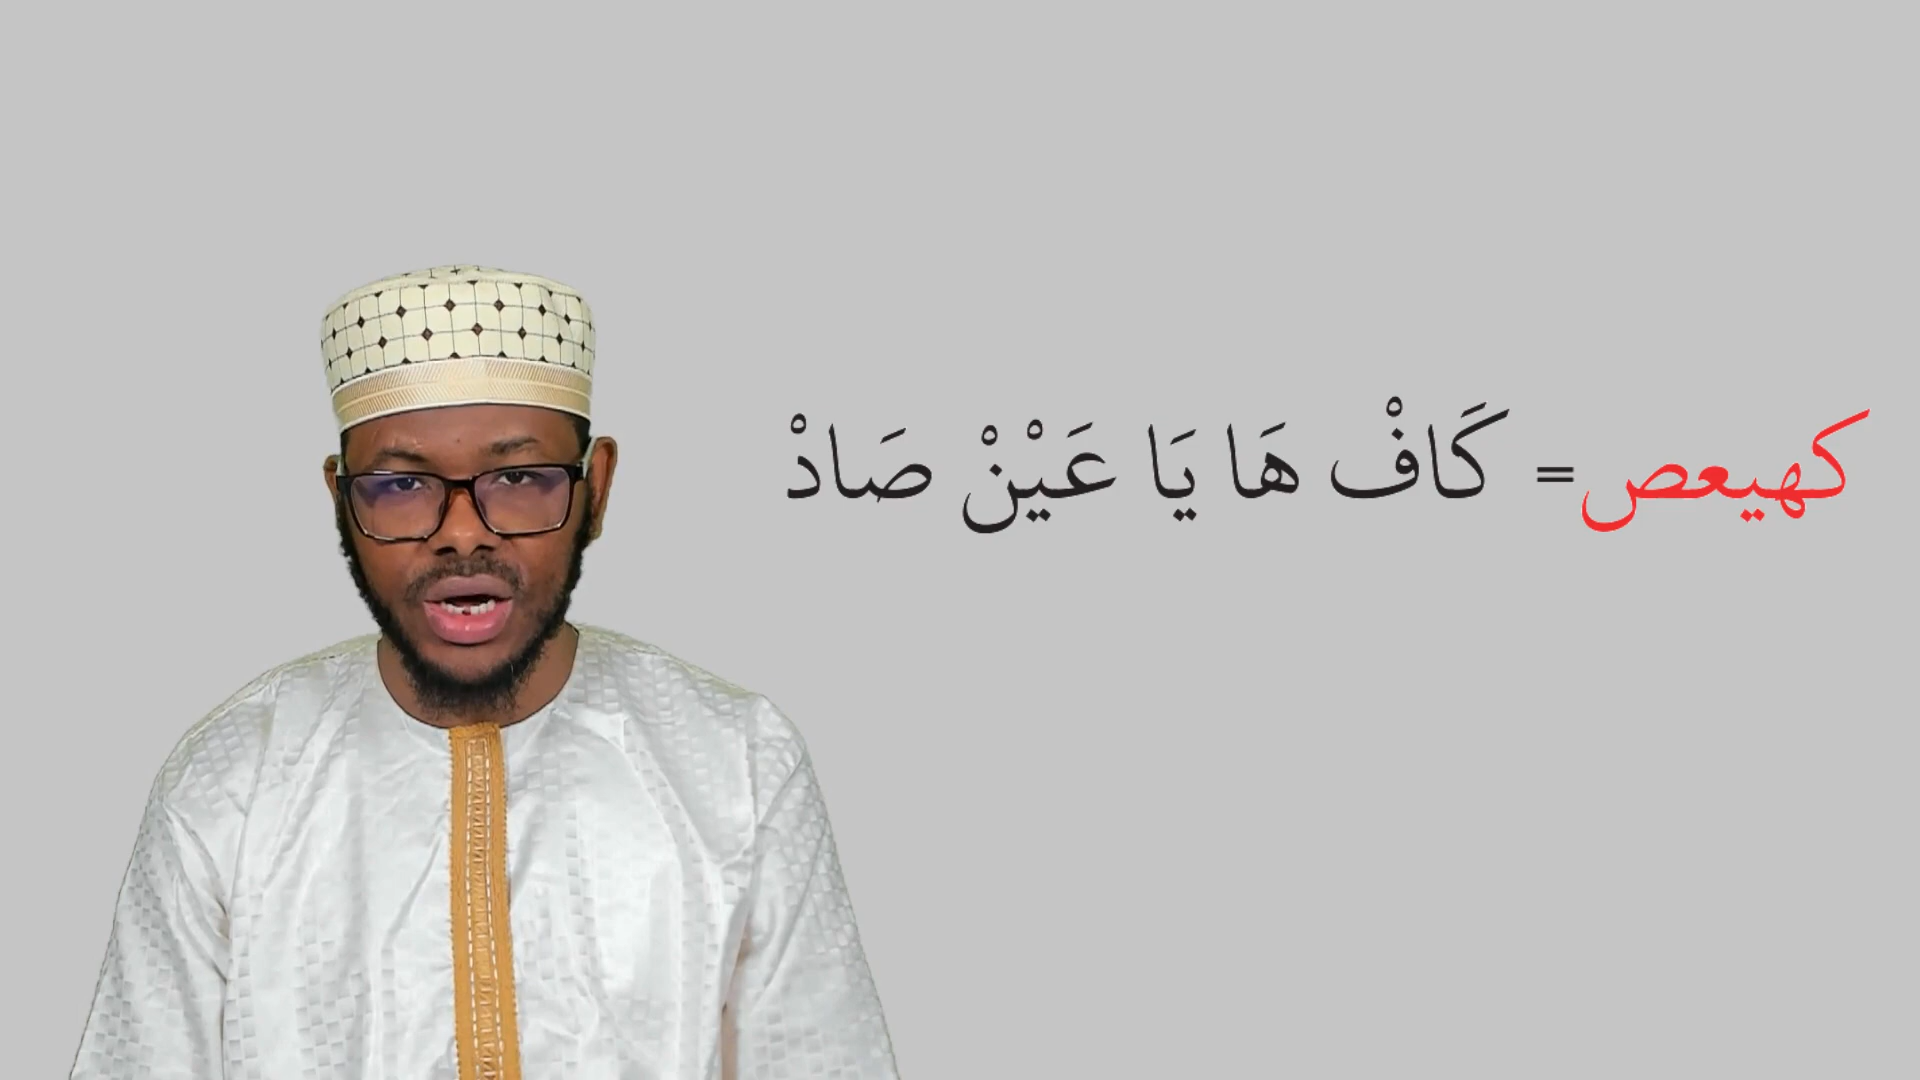 كهيعص= كَافْ هَا يَا عَيْنْ صَادْ